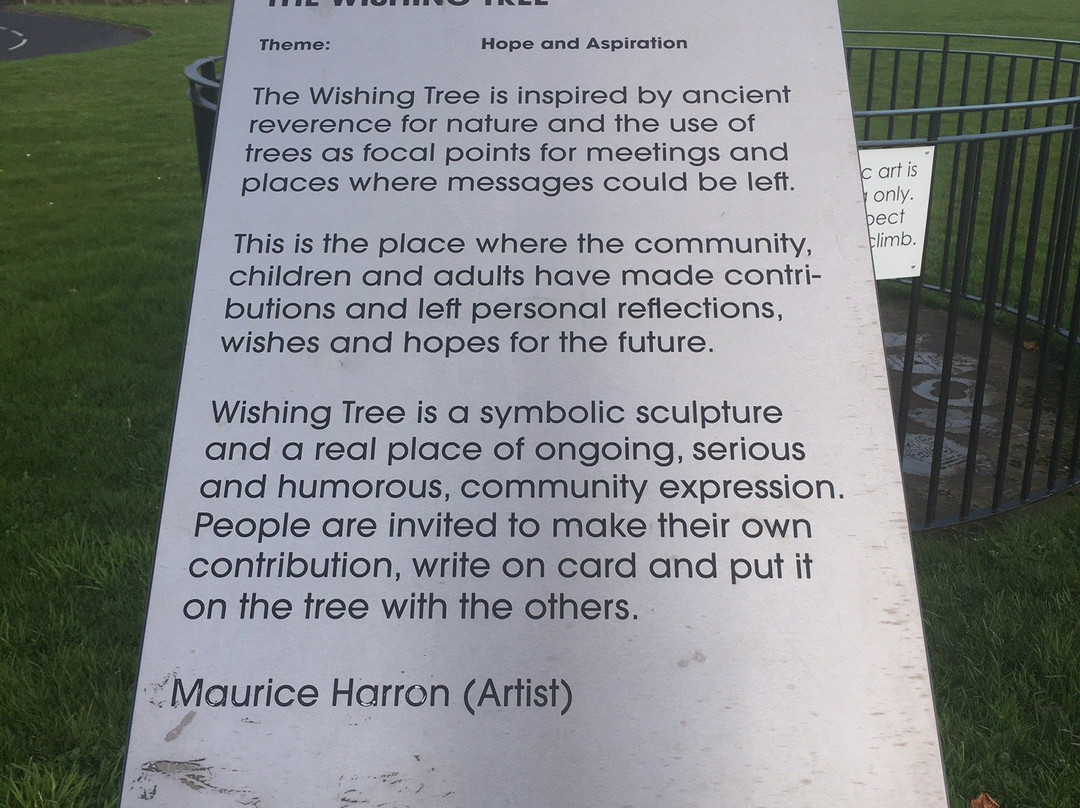 THE WISHING TREE
Theme: Hope and Aspiration
The Wishing Tree is inspired by ancient
reverence for nature and the use of
trees as focal points for meetings and
places where messages could be left.
This is the place where the community,
children and adults have made contri-
butions and left personal reflections,
wishes and hopes for the future.
Wishing Tree is a symbolic sculpture
and a real place of ongoing, serious
and humorous, community expression.
People are invited to make their own
contribution, write on card and put it
on the tree with the others.
Maurice Harron (Artist)
art is
only.
climb.